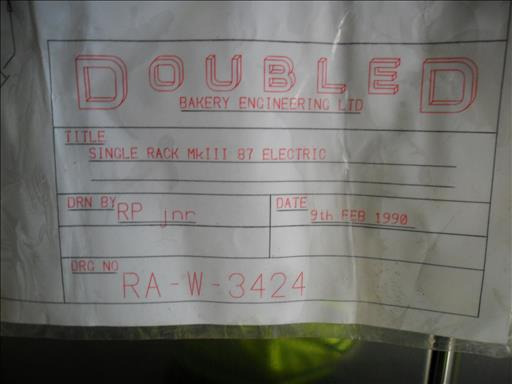 DOUBLED
BAKERY ENGINEERING LTD
TITLE
SINGLE RACK MkIII 87 ELECTRIC
DRN BY RP jnr
DATE 9th FEB 1990
DRG NO RA-W-3424